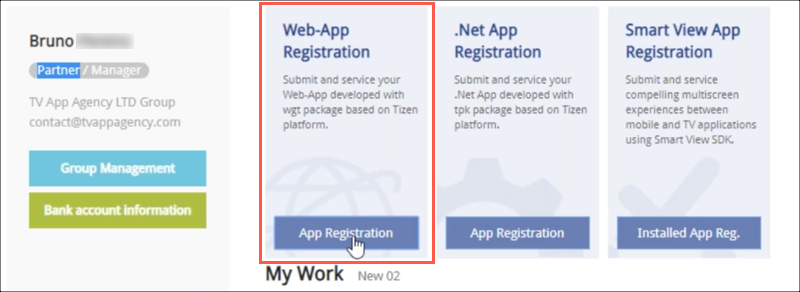 Bruno
Partner / Manager
TV App Agency LTD Group
contact@tvappagency.com
Group Management
Bank account information
Web-App
Registration
Submit and service your
Web-App developed with
wgt package based on Tizen
platform.
App Registration
.Net App
Registration
Submit and service your
.Net App developed with
tpk package based on Tizen
platform.
App Registration
Smart View App
Registration
Submit and service
compelling multiscreen
experiences between
mobile and TV applications
using Smart View SDK.
Installed App Reg.
My Work New 02